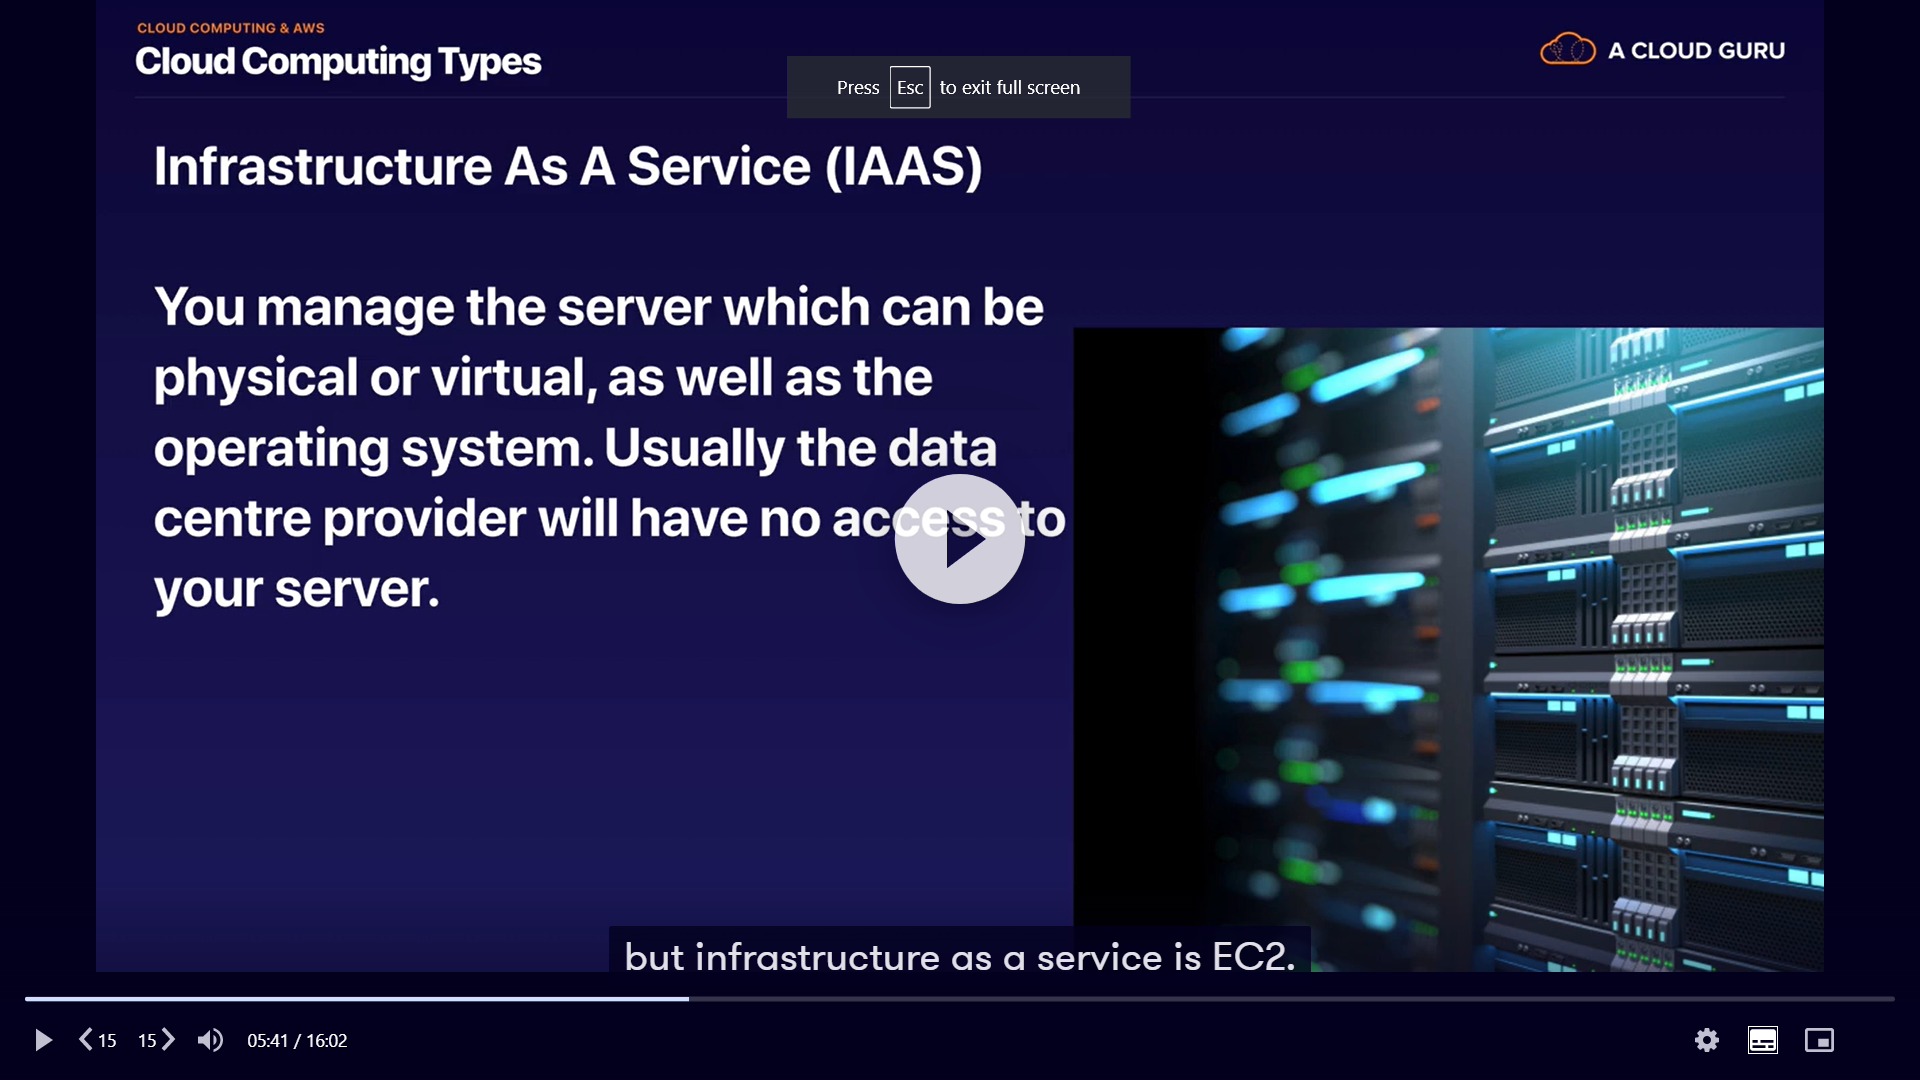 CLOUD COMPUTING & AWS
Cloud Computing Types
A CLOUD GURU
Press Esc to exit full screen
Infrastructure As A Service (IAAS)
You manage the server which can be
physical or virtual, as well as the
operating system. Usually the data
centre provider will have no access to
your server.
but infrastructure as a service is EC2.
15 15 05:41 / 16:02